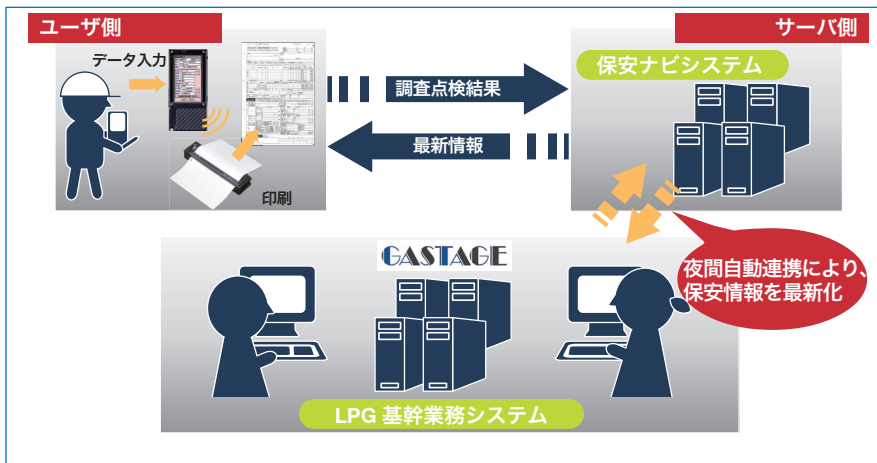 ユーザ側
サーバ側
データ入力
保安ナビシステム
調査点検結果
最新情報
印刷
GASTAGE
夜間自動連携により、
保安情報を最新化
LPG 基幹業務システム